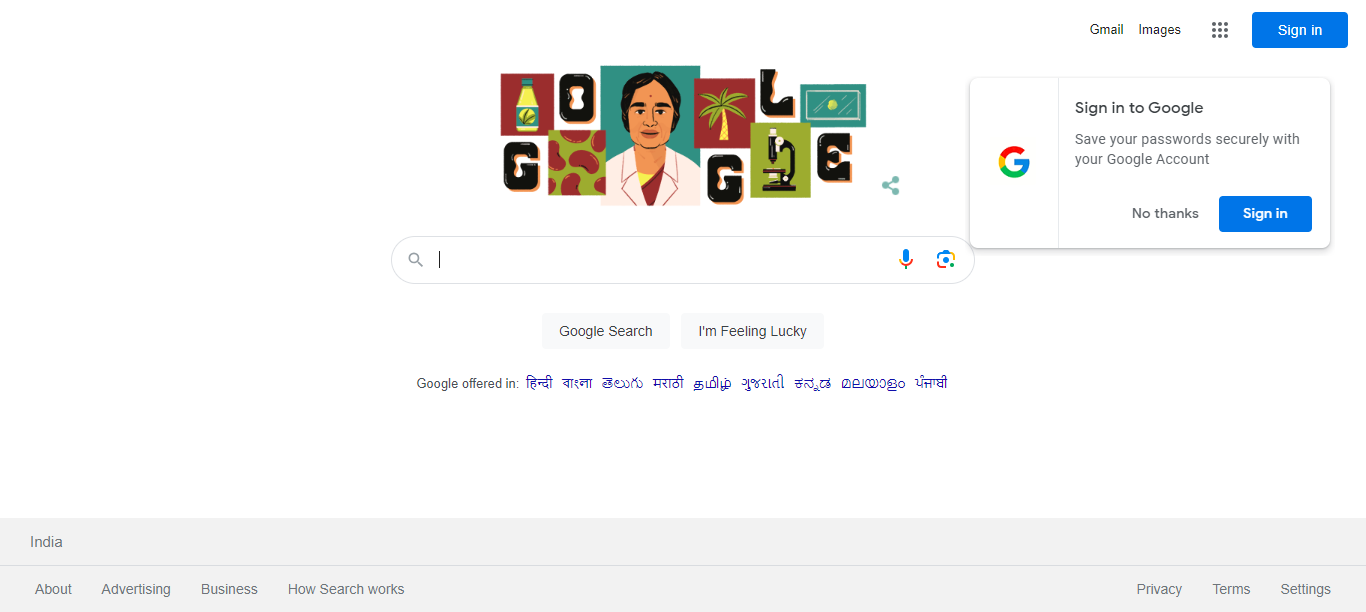 Gmail Images Sign in
GOOGLE
Sign in to Google
Save your passwords securely with
your Google Account
No thanks Sign in
Google Search I'm Feeling Lucky
Google offered in: हिन्दी বাংলা తెలుగు मराठी தமிழ் ગુજરાતી ಕನ್ನಡ മലയാളം ਪੰਜਾਬੀ
India
About Advertising Business How Search works Privacy Terms Settings